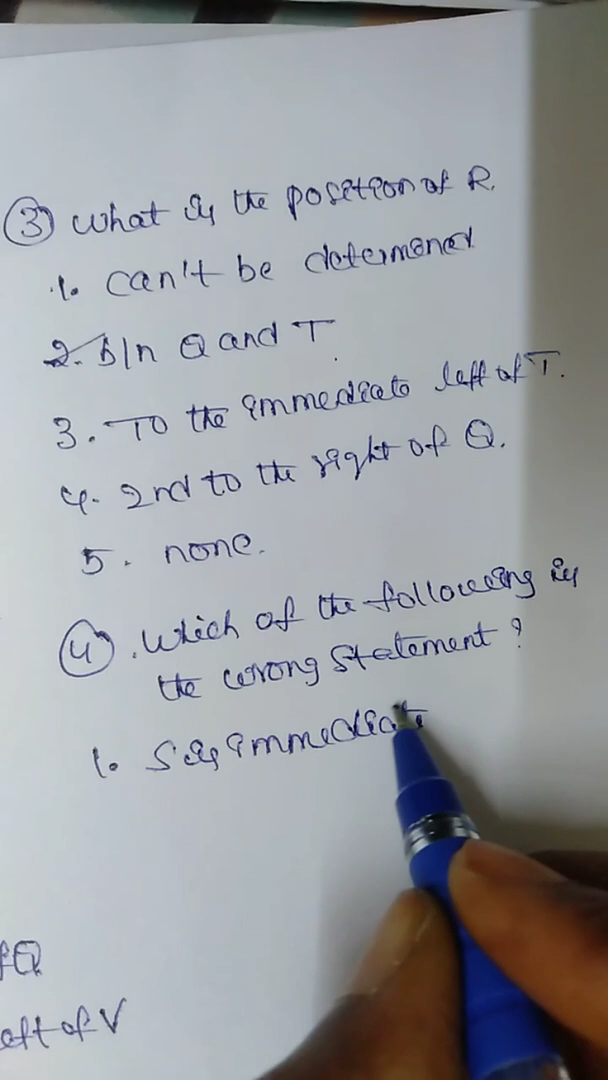 ③ What is the position of R.
1. can't be determened
2. b/n Q and T
3. To the immediate left of T.
4. 2nd to the right of Q.
5. none.
④. Which of the following is
the wrong statement?
1. S is immediate
fQ
eft of V